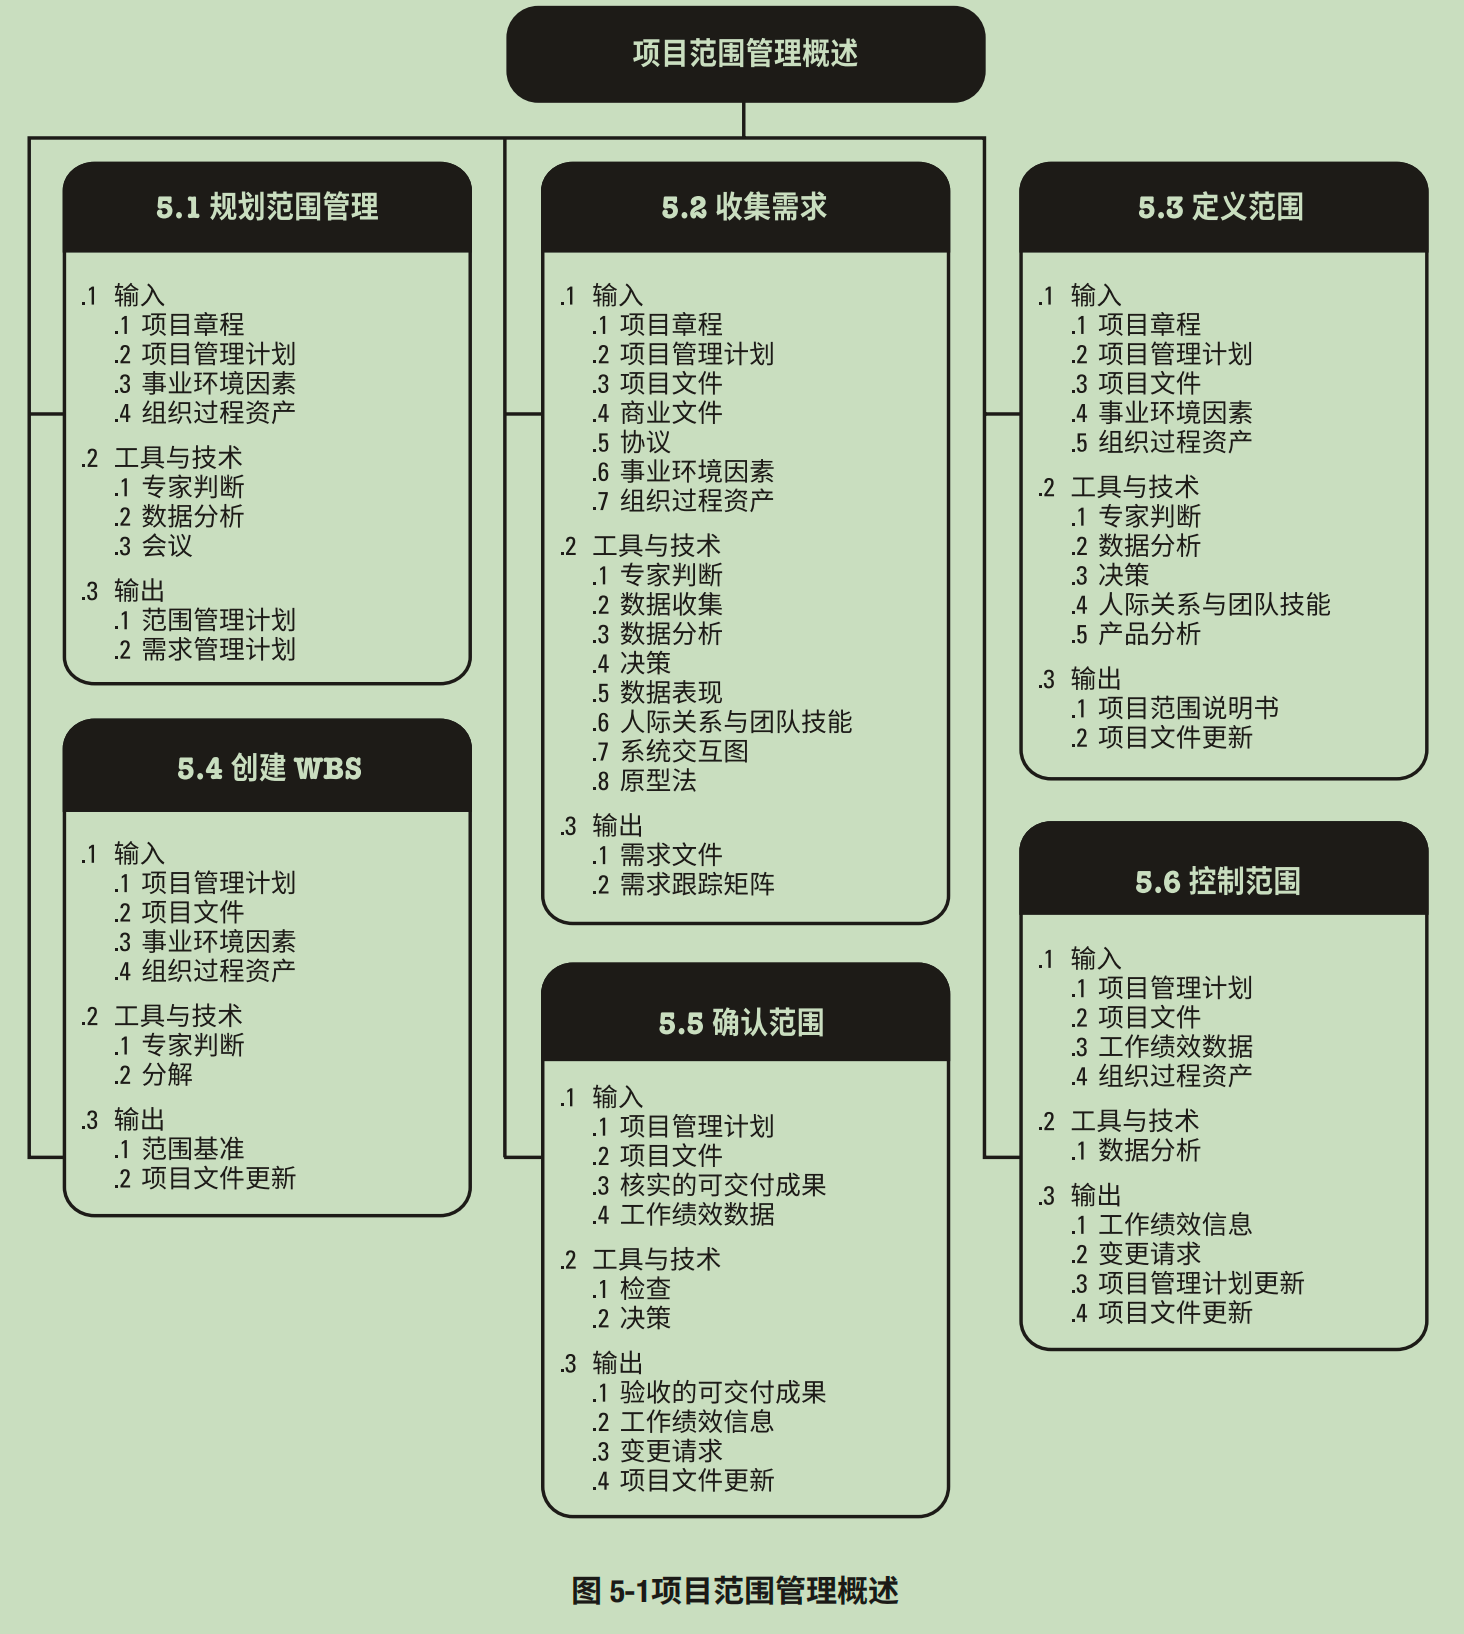 项目范围管理概述
5.1 规划范围管理
.1 输入
.1 项目章程
.2 项目管理计划
.3 事业环境因素
.4 组织过程资产
.2 工具与技术
.1 专家判断
.2 数据分析
.3 会议
.3 输出
.1 范围管理计划
.2 需求管理计划
5.2 收集需求
.1 输入
.1 项目章程
.2 项目管理计划
.3 项目文件
.4 商业文件
.5 协议
.6 事业环境因素
.7 组织过程资产
.2 工具与技术
.1 专家判断
.2 数据收集
.3 数据分析
.4 决策
.5 数据表现
.6 人际关系与团队技能
.7 系统交互图
.8 原型法
.3 输出
.1 需求文件
.2 需求跟踪矩阵
5.3 定义范围
.1 输入
.1 项目章程
.2 项目管理计划
.3 项目文件
.4 事业环境因素
.5 组织过程资产
.2 工具与技术
.1 专家判断
.2 数据分析
.3 决策
.4 人际关系与团队技能
.5 产品分析
.3 输出
.1 项目范围说明书
.2 项目文件更新
5.4 创建 WBS
.1 输入
.1 项目管理计划
.2 项目文件
.3 事业环境因素
.4 组织过程资产
.2 工具与技术
.1 专家判断
.2 分解
.3 输出
.1 范围基准
.2 项目文件更新
5.5 确认范围
.1 输入
.1 项目管理计划
.2 项目文件
.3 核实的可交付成果
.4 工作绩效数据
.2 工具与技术
.1 检查
.2 决策
.3 输出
.1 验收的可交付成果
.2 工作绩效信息
.3 变更请求
.4 项目文件更新
5.6 控制范围
.1 输入
.1 项目管理计划
.2 项目文件
.3 工作绩效数据
.4 组织过程资产
.2 工具与技术
.1 数据分析
.3 输出
.1 工作绩效信息
.2 变更请求
.3 项目管理计划更新
.4 项目文件更新
图 5-1项目范围管理概述